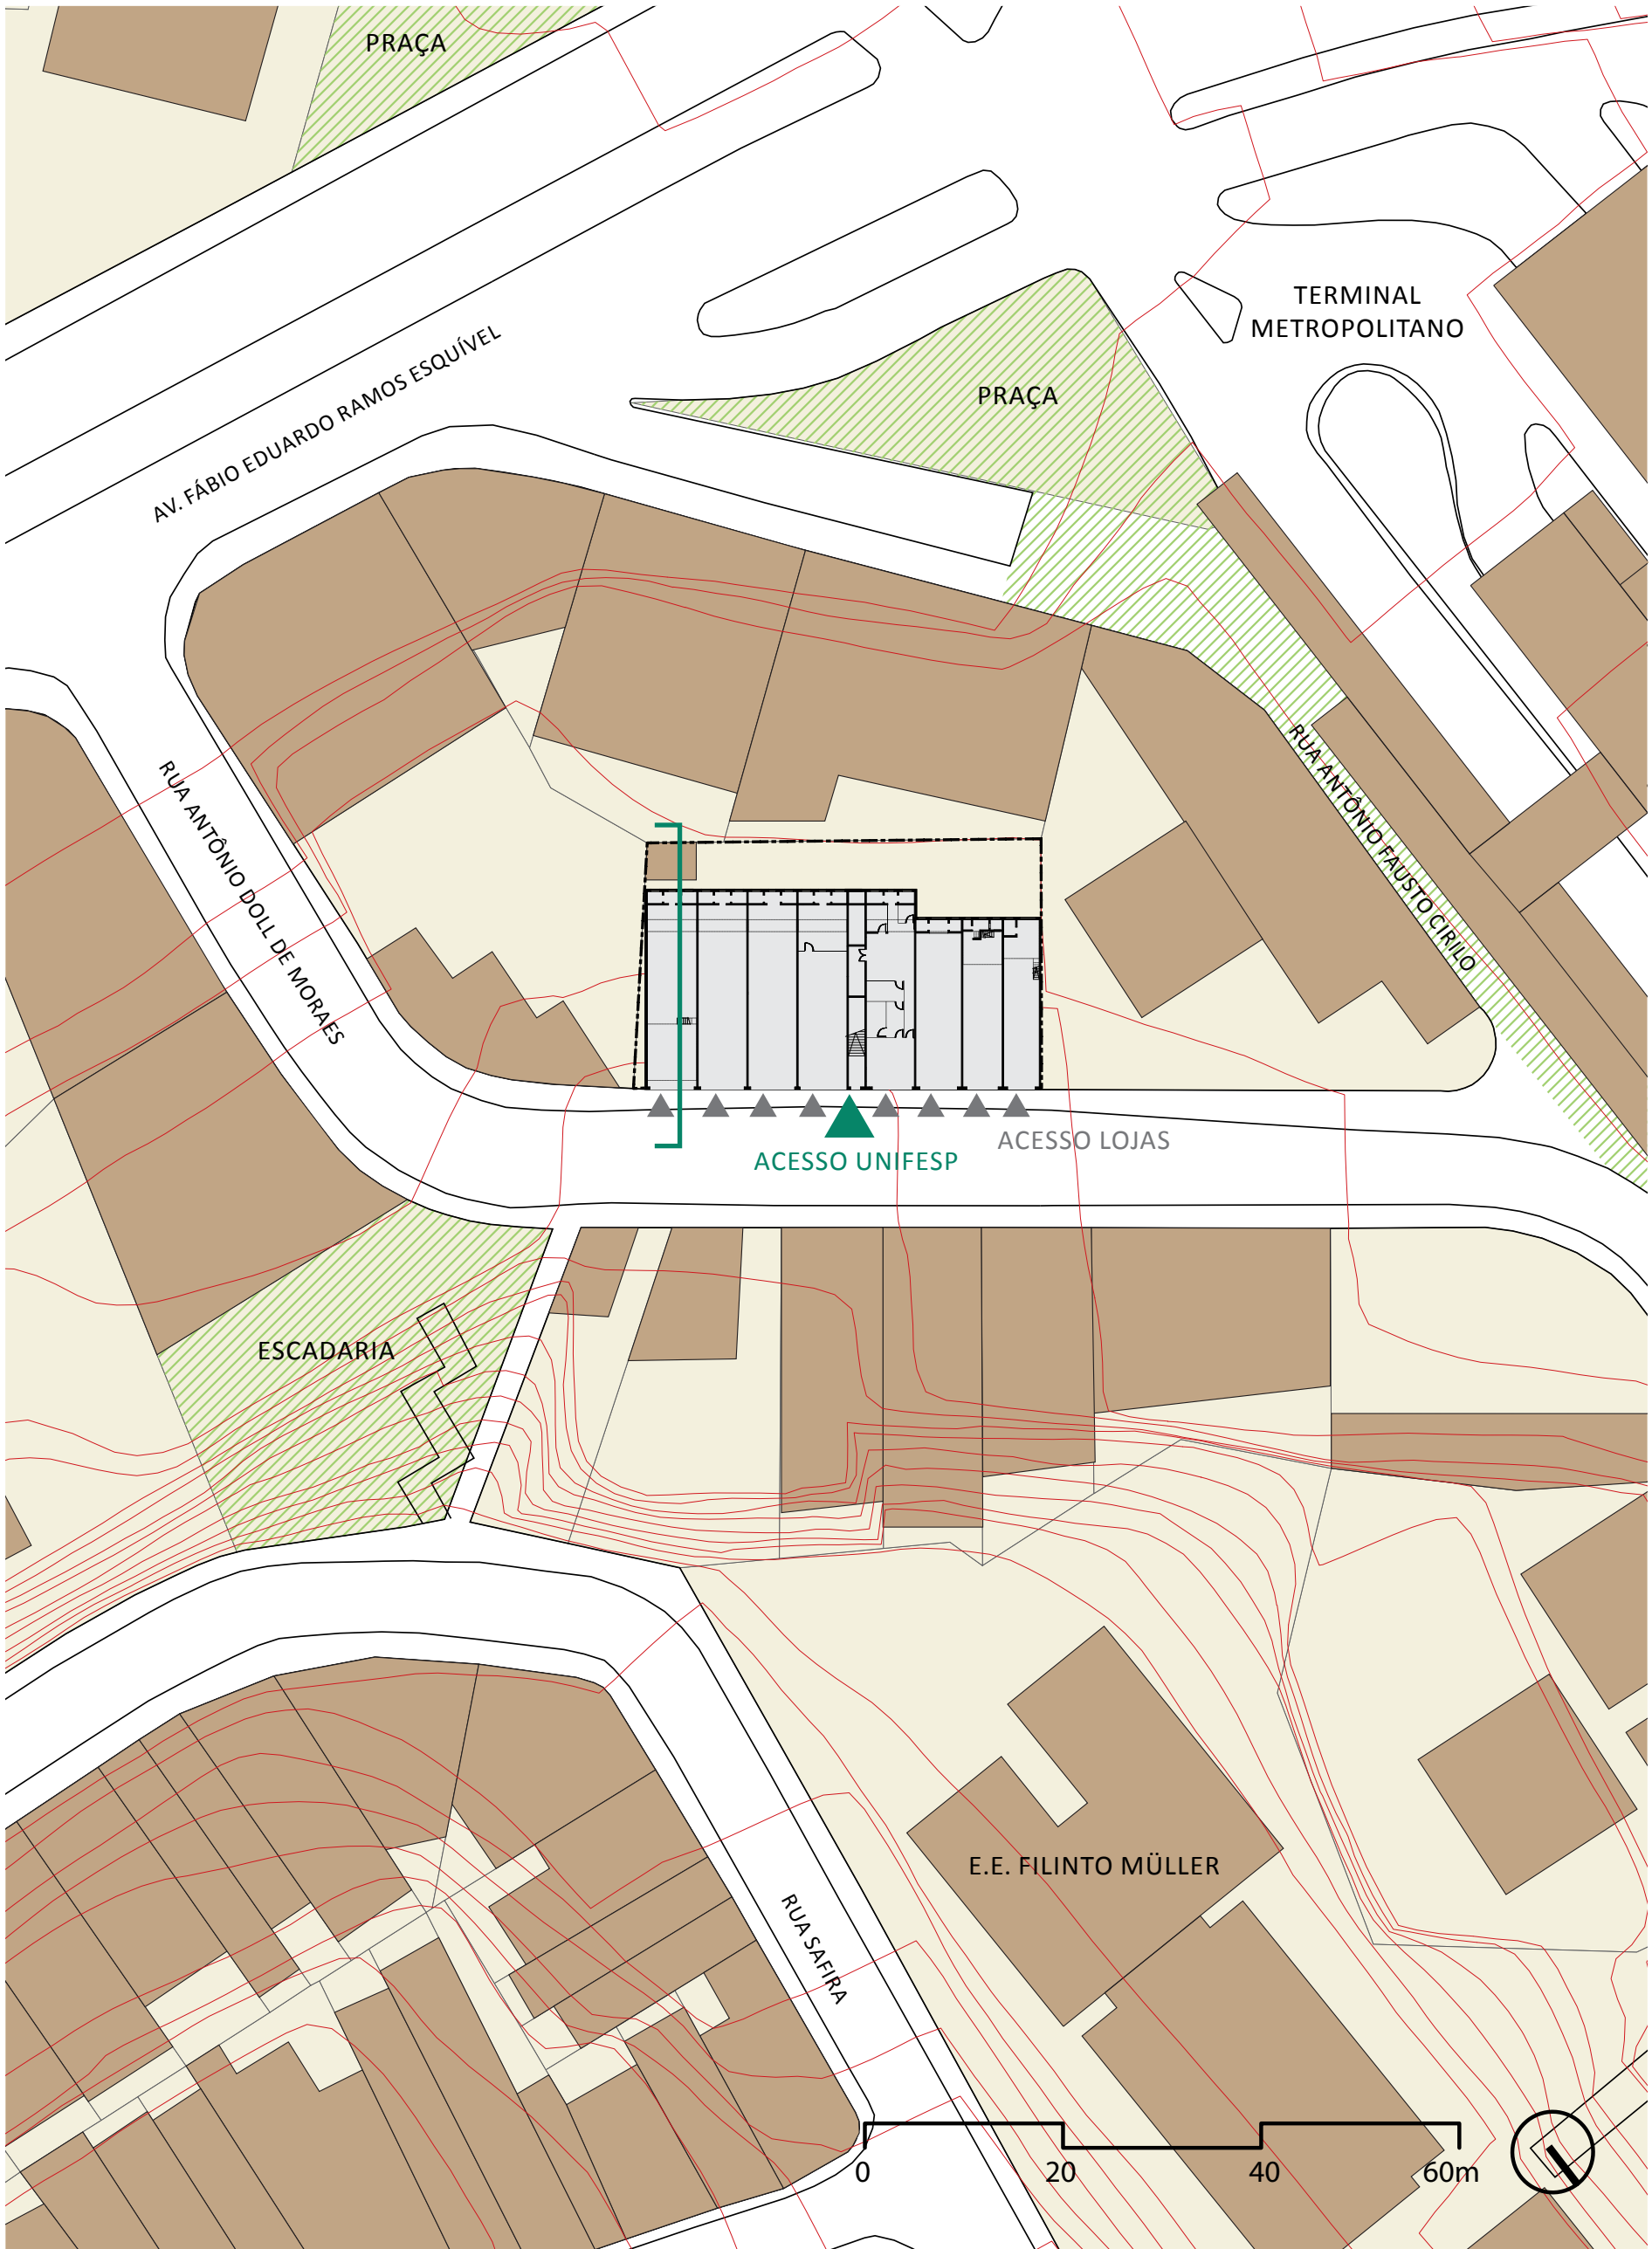 PRAÇA
TERMINAL
METROPOLITANO
AV. FÁBIO EDUARDO RAMOS ESQUÍVEL
PRAÇA
RUA ANTÔNIO DOLL DE MORAES
RUA ANTÔNIO FAUSTO CIRILO
ACESSO LOJAS
ACESSO UNIFESP
ESCADARIA
E.E. FILINTO MÜLLER
RUA SAFIRA
0 20 40 60m